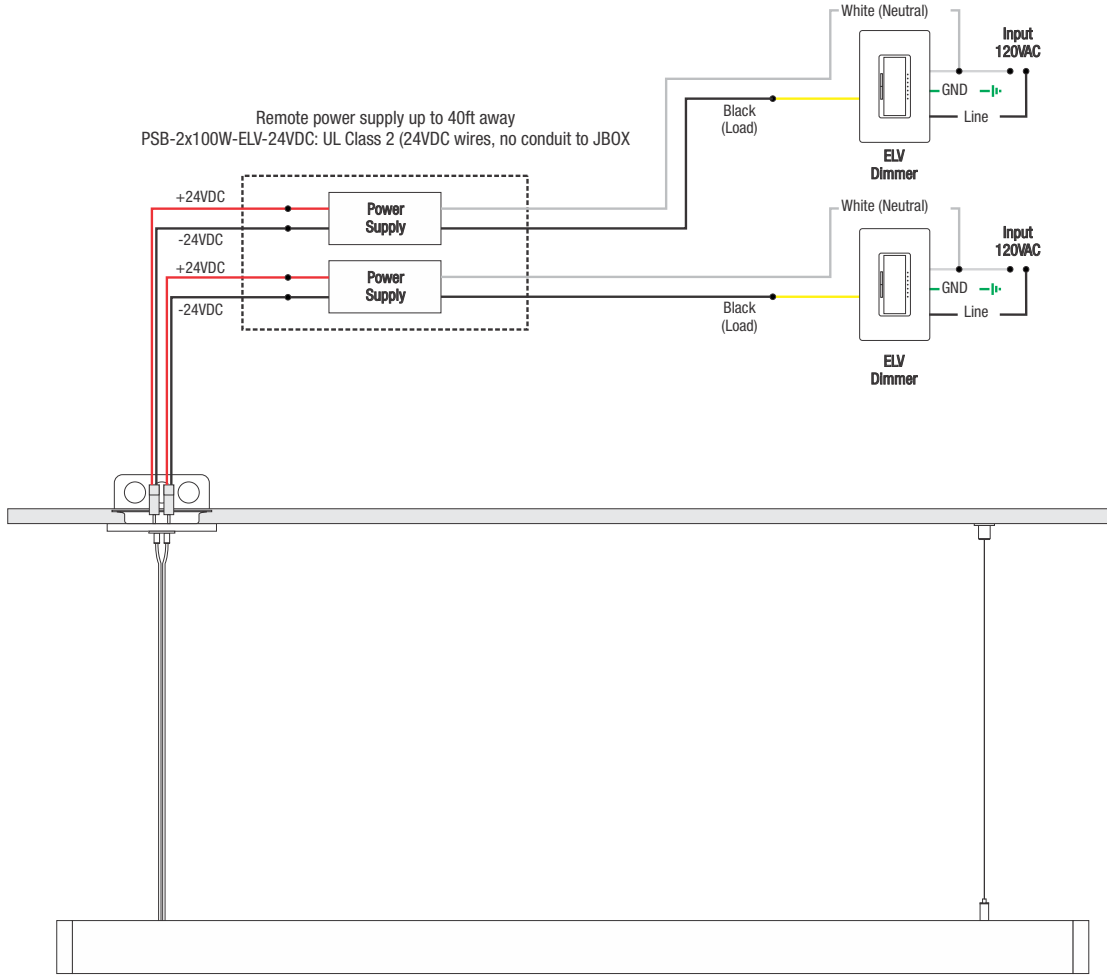 White (Neutral)
Input
120VAC
GND
Line
Black
(Load)
ELV
Dimmer
Remote power supply up to 40ft away
PSB-2x100W-ELV-24VDC: UL Class 2 (24VDC wires, no conduit to JBOX
+24VDC
-24VDC
Power
Supply
White (Neutral)
Input
120VAC
GND
Line
Black
(Load)
ELV
Dimmer
+24VDC
-24VDC
Power
Supply